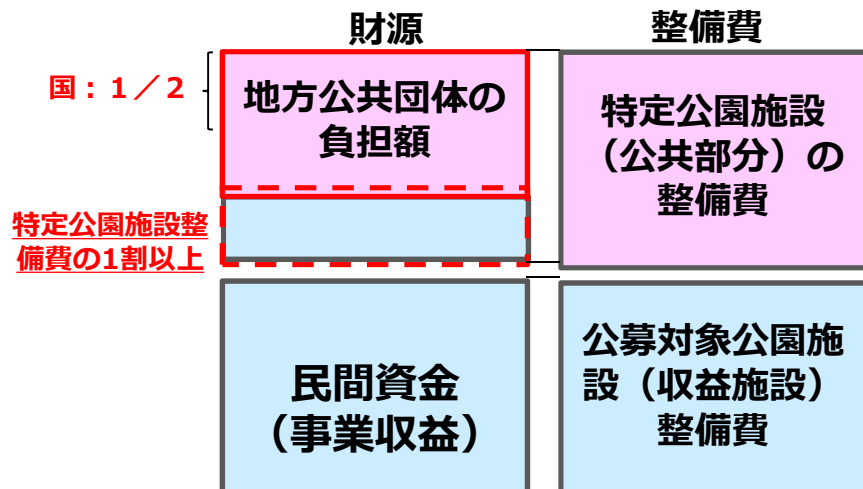 財源
整備費
国：１／２
地方公共団体の
負担額
特定公園施設
（公共部分）の
整備費
特定公園施設整
備費の1割以上
民間資金
（事業収益）
公募対象公園施
設（収益施設）
整備費